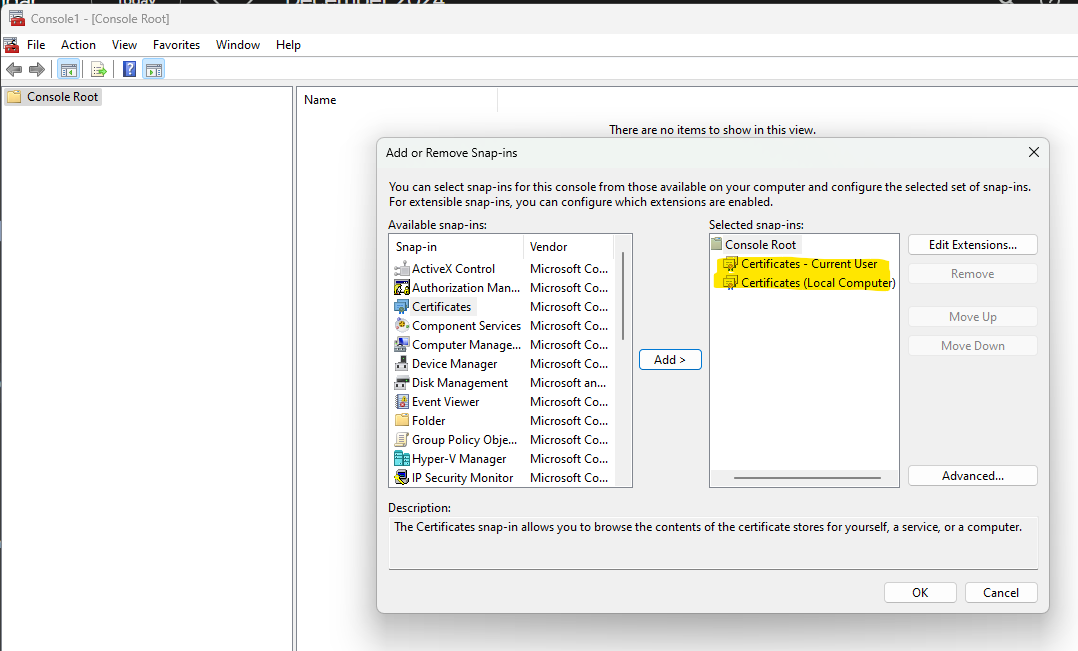 today
December 2024
Console1 - [Console Root]
File Action View Favorites Window Help
Console Root
Name
There are no items to show in this view.
Add or Remove Snap-ins
You can select snap-ins for this console from those available on your computer and configure the selected set of snap-ins.
For extensible snap-ins, you can configure which extensions are enabled.
Available snap-ins:
Snap-in Vendor
ActiveX Control Microsoft Co...
Authorization Man... Microsoft Co...
Certificates Microsoft Co...
Component Services Microsoft Co...
Computer Manage... Microsoft Co...
Device Manager Microsoft Co...
Disk Management Microsoft an...
Event Viewer Microsoft Co...
Folder Microsoft Co...
Group Policy Obje... Microsoft Co...
Hyper-V Manager Microsoft Co...
IP Security Monitor Microsoft Co...
Add >
Selected snap-ins:
Console Root
Certificates - Current User
Certificates (Local Computer)
Edit Extensions...
Remove
Move Up
Move Down
Advanced...
Description:
The Certificates snap-in allows you to browse the contents of the certificate stores for yourself, a service, or a computer.
OK Cancel